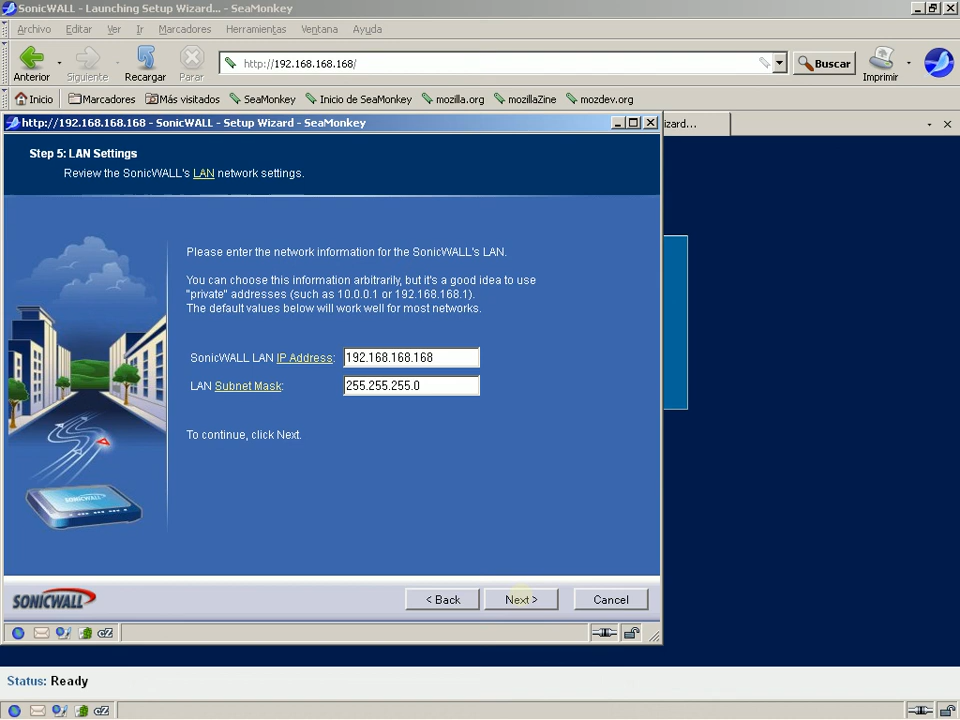 SonicWALL - Launching Setup Wizard... - SeaMonkey
Archivo Editar Ver Ir Marcadores Herramientas Ventana Ayuda
Anterior Siguiente Recargar Parar http://192.168.168.168/ Buscar Imprimir
Inicio Marcadores Más visitados SeaMonkey Inicio de SeaMonkey mozilla.org mozillaZine mozdev.org
http://192.168.168.168 - SonicWALL - Setup Wizard - SeaMonkey
izard...
Step 5: LAN Settings
Review the SonicWALL's LAN network settings.
Please enter the network information for the SonicWALL's LAN.
You can choose this information arbitrarily, but it's a good idea to use
"private" addresses (such as 10.0.0.1 or 192.168.168.1).
The default values below will work well for most networks.
SonicWALL LAN IP Address: 192.168.168.168
LAN Subnet Mask: 255.255.255.0
To continue, click Next.
SONICWALL
SONICWALL
< Back Next > Cancel
cZ
Status: Ready
cZ